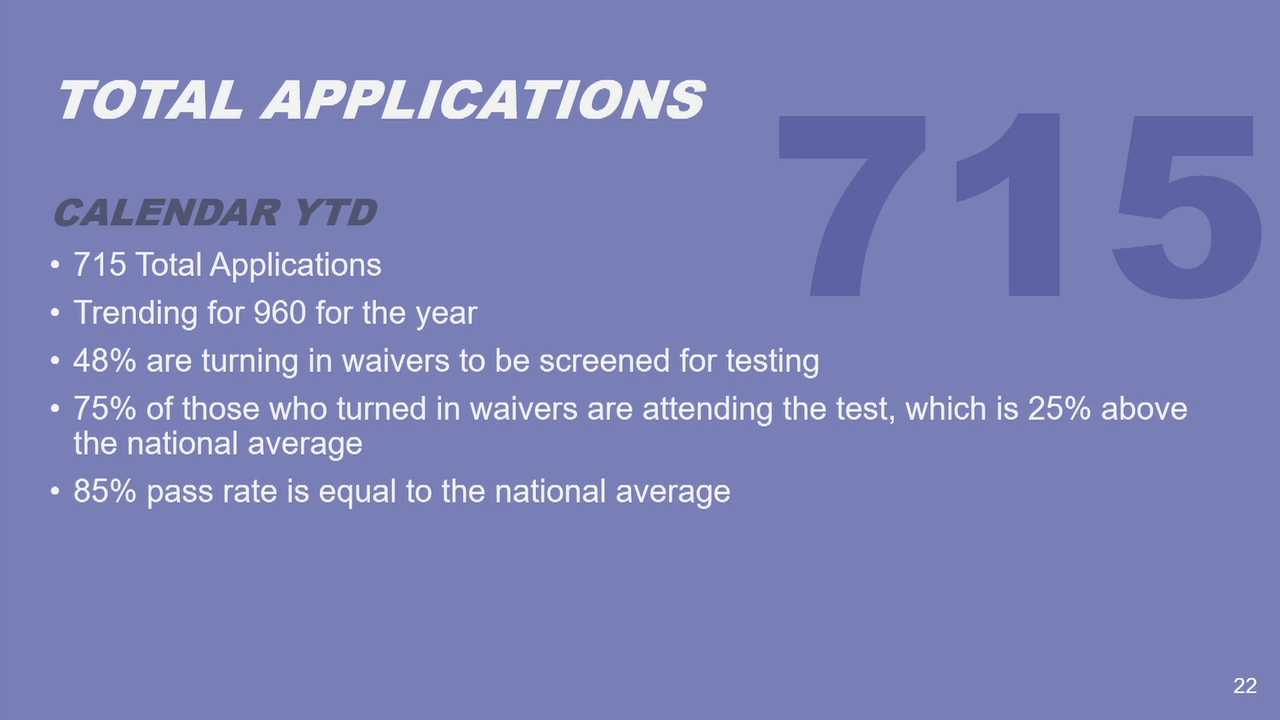 TOTAL APPLICATIONS
715
CALENDAR YTD
• 715 Total Applications
• Trending for 960 for the year
• 48% are turning in waivers to be screened for testing
• 75% of those who turned in waivers are attending the test, which is 25% above
the national average
• 85% pass rate is equal to the national average
22